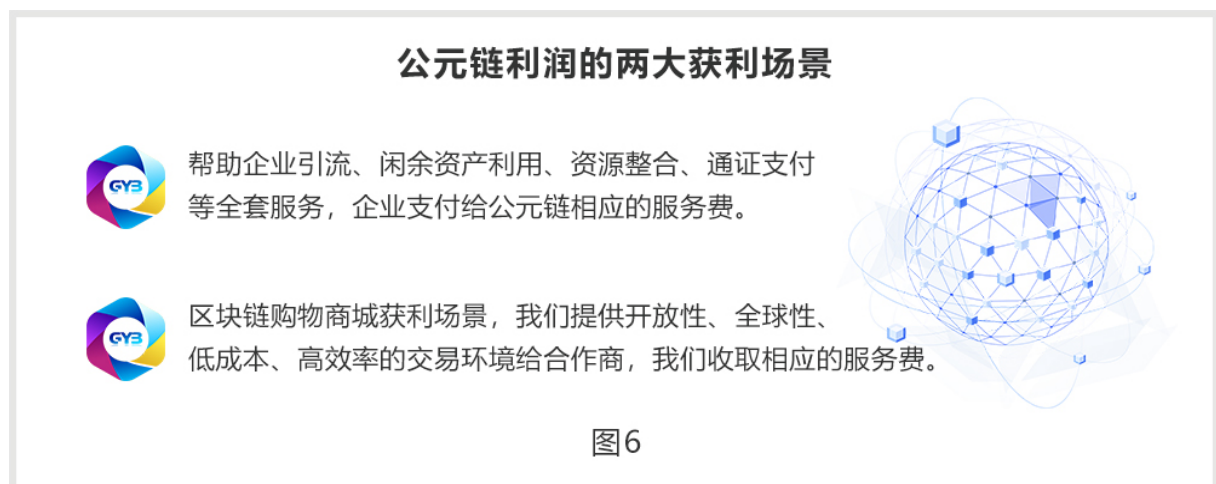 公元链利润的两大获利场景
GYB
帮助企业引流、闲余资产利用、资源整合、通证支付
等全套服务，企业支付给公元链相应的服务费。
GYB
区块链购物商城获利场景，我们提供开放性、全球性、
低成本、高效率的交易环境给合作商，我们收取相应的服务费。
图6